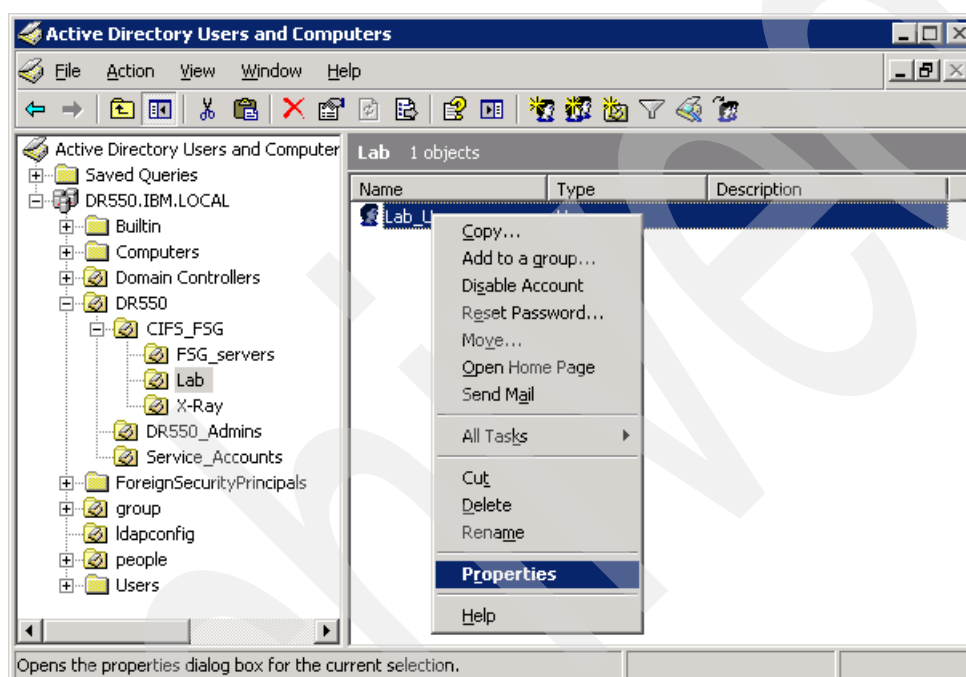 Active Directory Users and Computers
File Action View Window Help
Active Directory Users and Computer
Saved Queries
DR550.IBM.LOCAL
Builtin
Computers
Domain Controllers
DR550
CIFS_FSG
FSG_servers
Lab
X-Ray
DR550_Admins
Service_Accounts
ForeignSecurityPrincipals
group
ldapconfig
people
Users
Lab 1 objects
Name Type Description
Lab_U
Copy...
Add to a group...
Disable Account
Reset Password...
Move...
Open Home Page
Send Mail
All Tasks
Cut
Delete
Rename
Properties
Help
Opens the properties dialog box for the current selection.